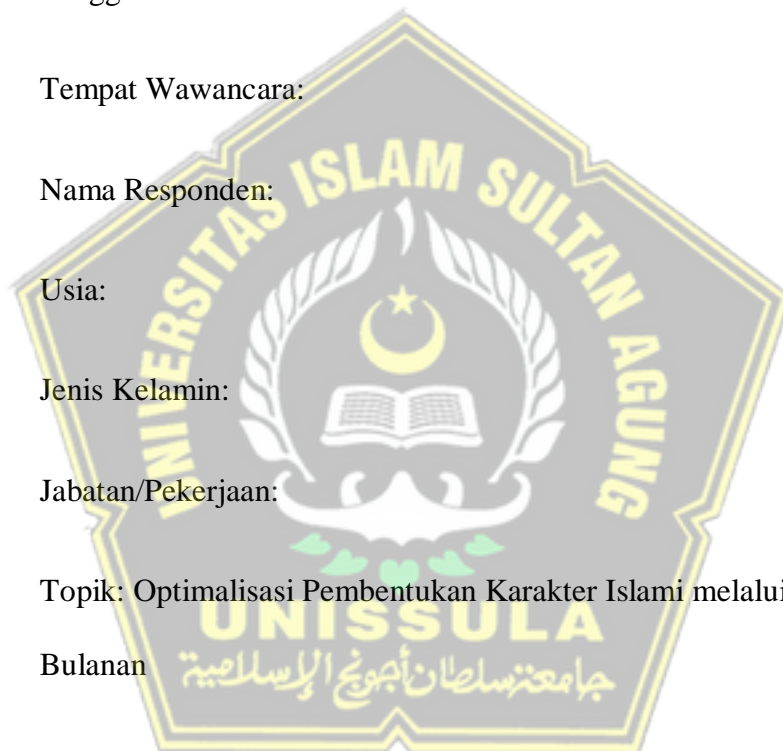 Tempat Wawancara:
Nama Responden:
UNIVERSITAS ISLAM SULTAN AGUNG
Usia:
Jenis Kelamin:
Jabatan/Pekerjaan:
Topik: Optimalisasi Pembentukan Karakter Islami melalui
UNISSULA
Bulanan
جامعة سلطان أجونج الإسلامية